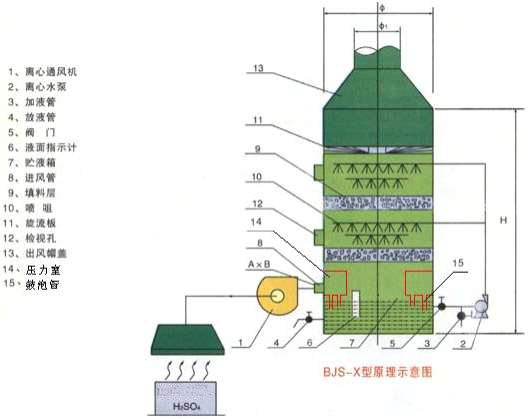 1、离心通风机
2、离心水泵
3、加液管
4、放液管
5、阀 门
6、液面指示计
7、贮液箱
8、进风管
9、填料层
10、喷 咀
11、旋流板
12、检视孔
13、出风帽盖
14、压力室
15、鼓泡管
φ
φ1
13
11
9
10
12
14
8
A×B
15
H
1
4
6
7
5
3
2
H2SO4
BJS-X型原理示意图